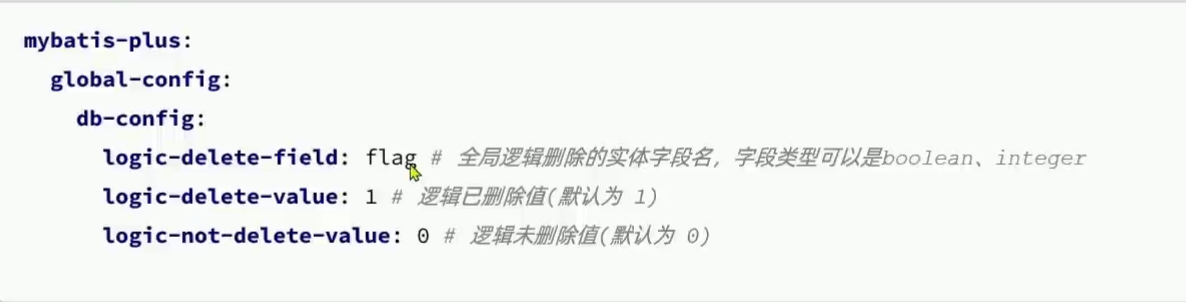 mybatis-plus:
global-config:
db-config:
logic-delete-field: flag # 全局逻辑删除的实体字段名，字段类型可以是boolean、integer
logic-delete-value: 1 # 逻辑已删除值(默认为 1)
logic-not-delete-value: 0 # 逻辑未删除值(默认为 0)